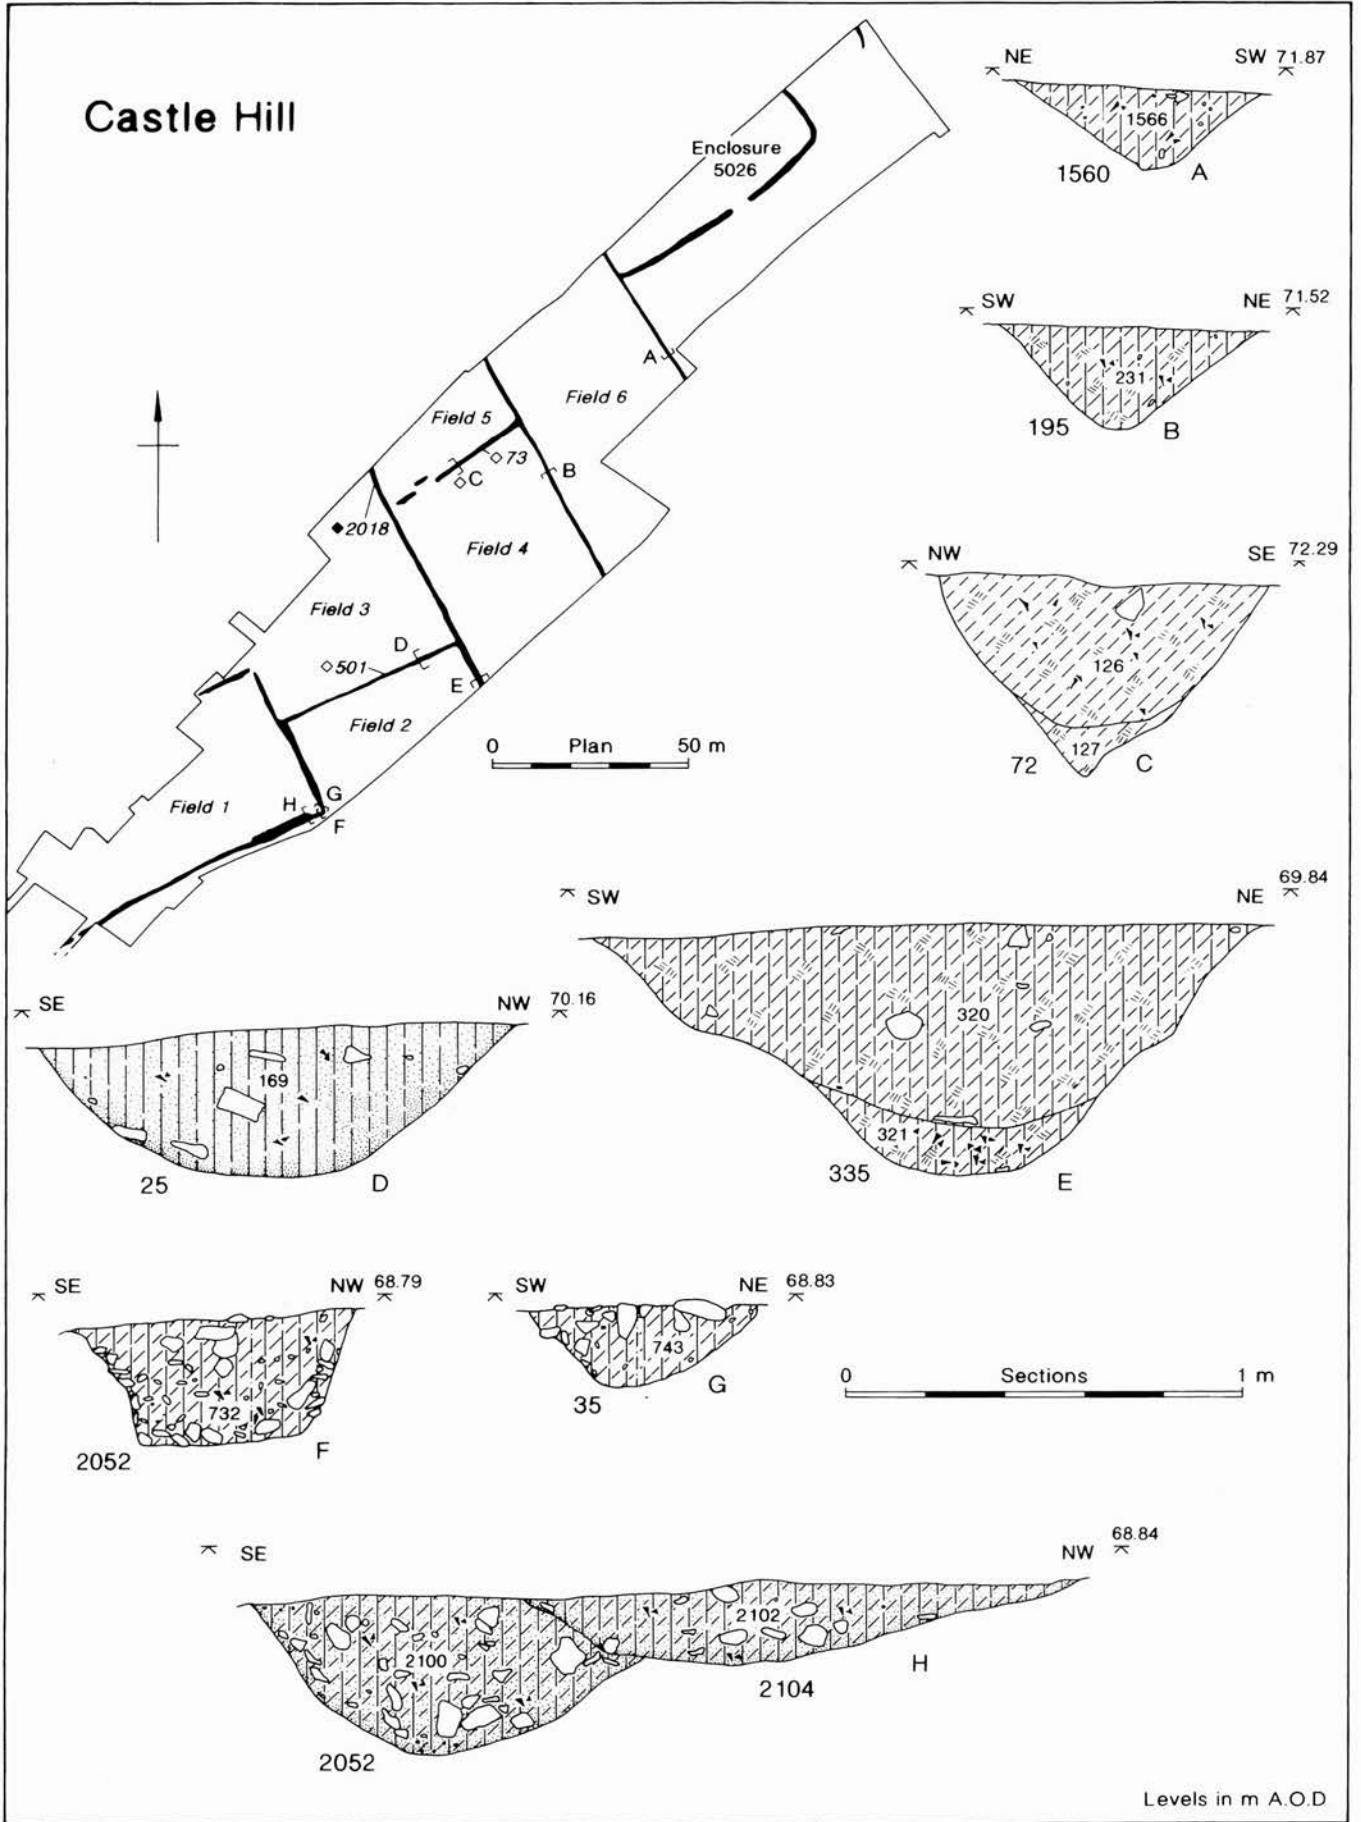 Castle Hill
Enclosure
5026
Field 6
A
Field 5
73
C
B
2018
Field 4
Field 3
D
501
E
Field 2
0 Plan 50 m
Field 1
H G
F
NE SW 71.87
1566
1560 A
SW NE 71.52
231
195 B
NW SE 72.29
126
127
72 C
SE NW 70.16
169
25 D
SW NE 69.84
320
321
335 E
SE NW 68.79
732
2052 F
SW NE 68.83
743
35 G
0 Sections 1 m
SE NW 68.84
2102
2100
H
2104
2052
Levels in m A.O.D